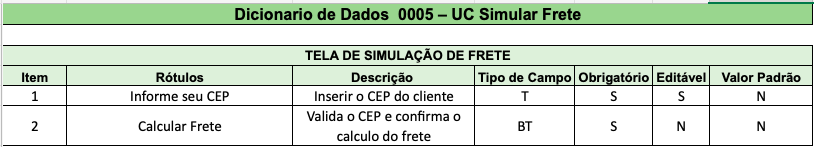 Dicionario de Dados  0005 – UC Simular Frete
TELA DE SIMULAÇÃO DE FRETE
Item Rótulos Descrição Tipo de Campo Obrigatório Editável Valor Padrão
1 Informe seu CEP Inserir o CEP do cliente T S S N
2 Calcular Frete Valida o CEP e confirma o calculo do frete BT S N N